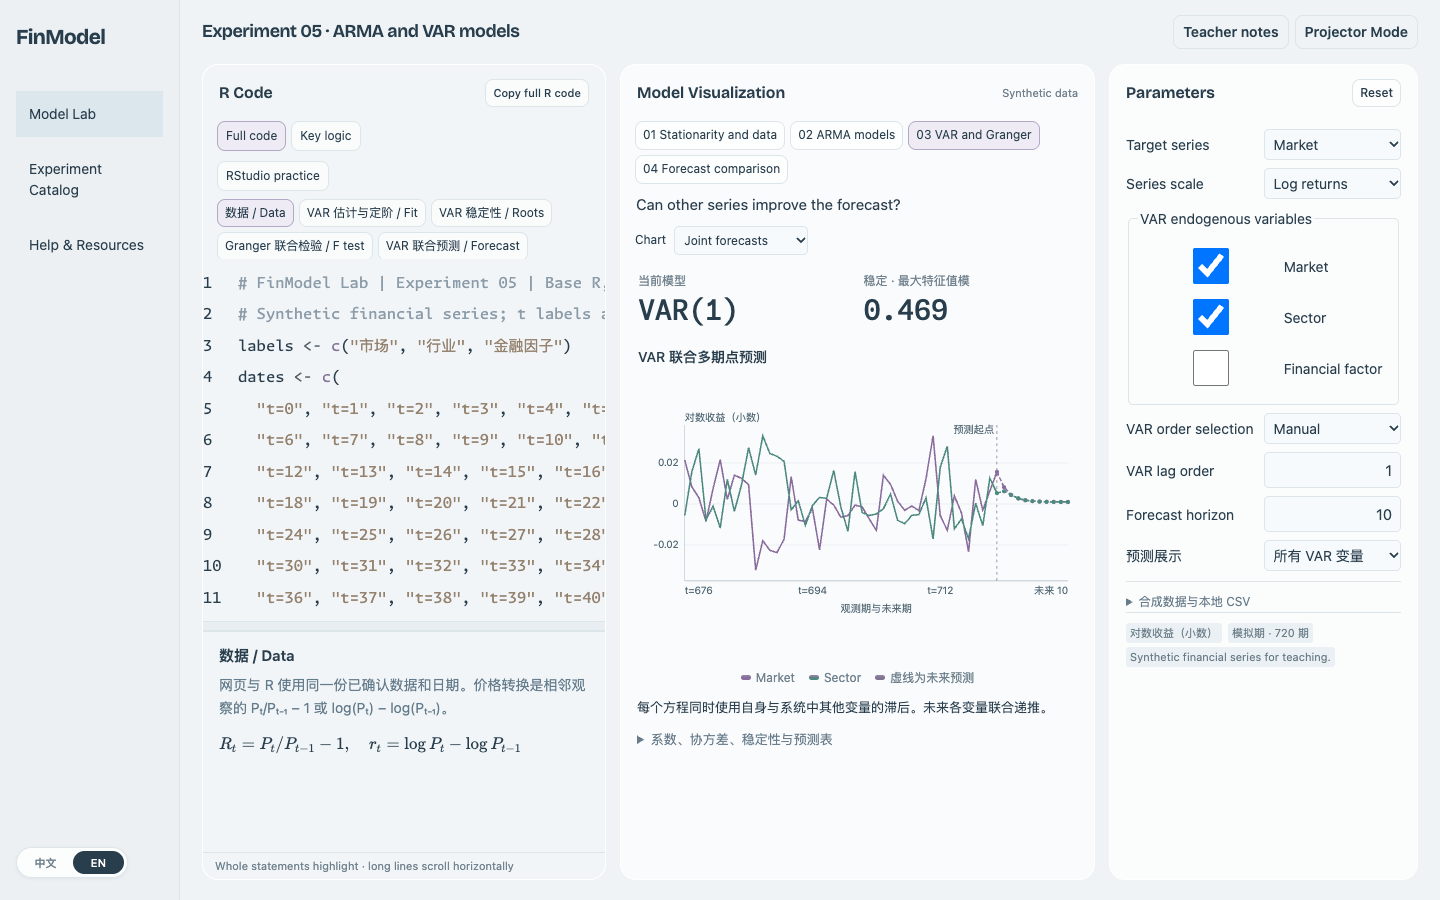 FinModel
Model Lab
Experiment
Catalog
Help & Resources
中文 EN
Experiment 05 · ARMA and VAR models
Teacher notes
Projector Mode
R Code
Copy full R code
Full code
Key logic
RStudio practice
数据 / Data
VAR 估计与定阶 / Fit
VAR 稳定性 / Roots
Granger 联合检验 / F test
VAR 联合预测 / Forecast
1 # FinModel Lab | Experiment 05 | Base R,
2 # Synthetic financial series; t labels a
3 labels <- c("市场", "行业", "金融因子")
4 dates <- c(
5 "t=0", "t=1", "t=2", "t=3", "t=4", "t=
6 "t=6", "t=7", "t=8", "t=9", "t=10", "t
7 "t=12", "t=13", "t=14", "t=15", "t=16"
8 "t=18", "t=19", "t=20", "t=21", "t=22"
9 "t=24", "t=25", "t=26", "t=27", "t=28"
10 "t=30", "t=31", "t=32", "t=33", "t=34"
11 "t=36", "t=37", "t=38", "t=39", "t=40"
数据 / Data
网页与 R 使用同一份已确认数据和日期。价格转换是相邻观
察的 Pₜ/Pₜ₋₁ − 1 或 log(Pₜ) − log(Pₜ₋₁)。
Rₜ = Pₜ/Pₜ₋₁ − 1, rₜ = log Pₜ − log Pₜ₋₁
Whole statements highlight · long lines scroll horizontally
Model Visualization
Synthetic data
01 Stationarity and data
02 ARMA models
03 VAR and Granger
04 Forecast comparison
Can other series improve the forecast?
Chart Joint forecasts
当前模型
VAR(1)
稳定 · 最大特征值模
0.469
VAR 联合多期点预测
对数收益（小数）
预测起点
0.02
0
-0.02
t=676 t=694 t=712 未来 10
观测期与未来期
Market Sector 虚线为未来预测
每个方程同时使用自身与系统中其他变量的滞后。未来各变量联合递推。
▶ 系数、协方差、稳定性与预测表
Parameters
Reset
Target series Market
Series scale Log returns
VAR endogenous variables
Market
Sector
Financial factor
VAR order selection Manual
VAR lag order 1
Forecast horizon 10
预测展示 所有 VAR 变量
▶ 合成数据与本地 CSV
对数收益（小数）
模拟期 · 720 期
Synthetic financial series for teaching.